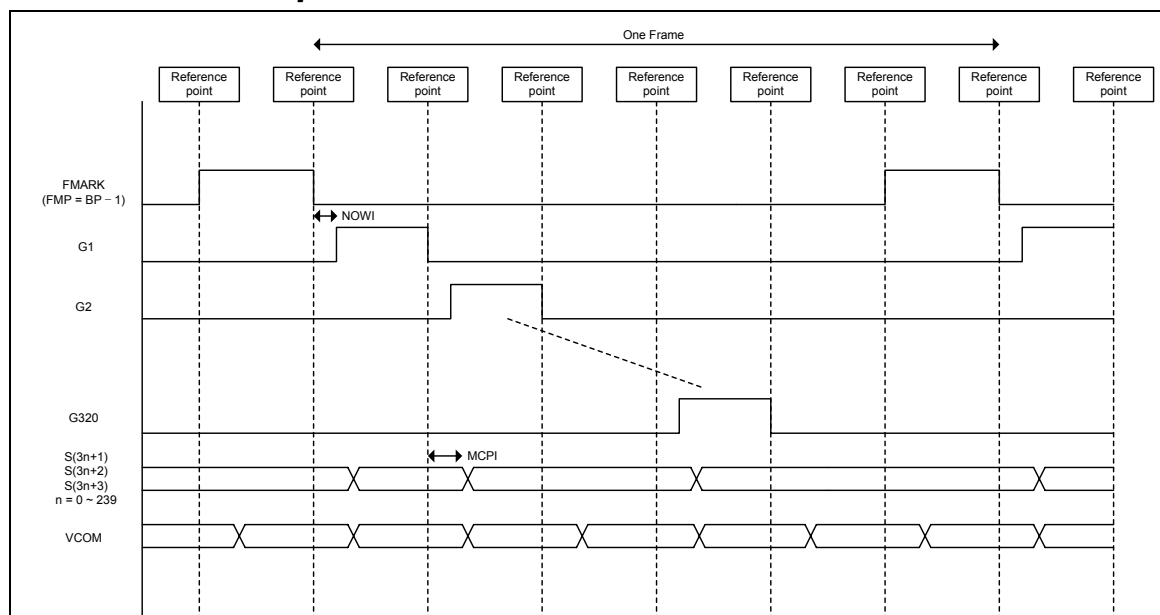 One Frame
Reference point
Reference point
Reference point
Reference point
Reference point
Reference point
Reference point
Reference point
Reference point
FMARK
(FMP = BP − 1)
NOWI
G1
G2
G320
MCPI
S(3n+1)
S(3n+2)
S(3n+3)
n = 0 ~ 239
VCOM